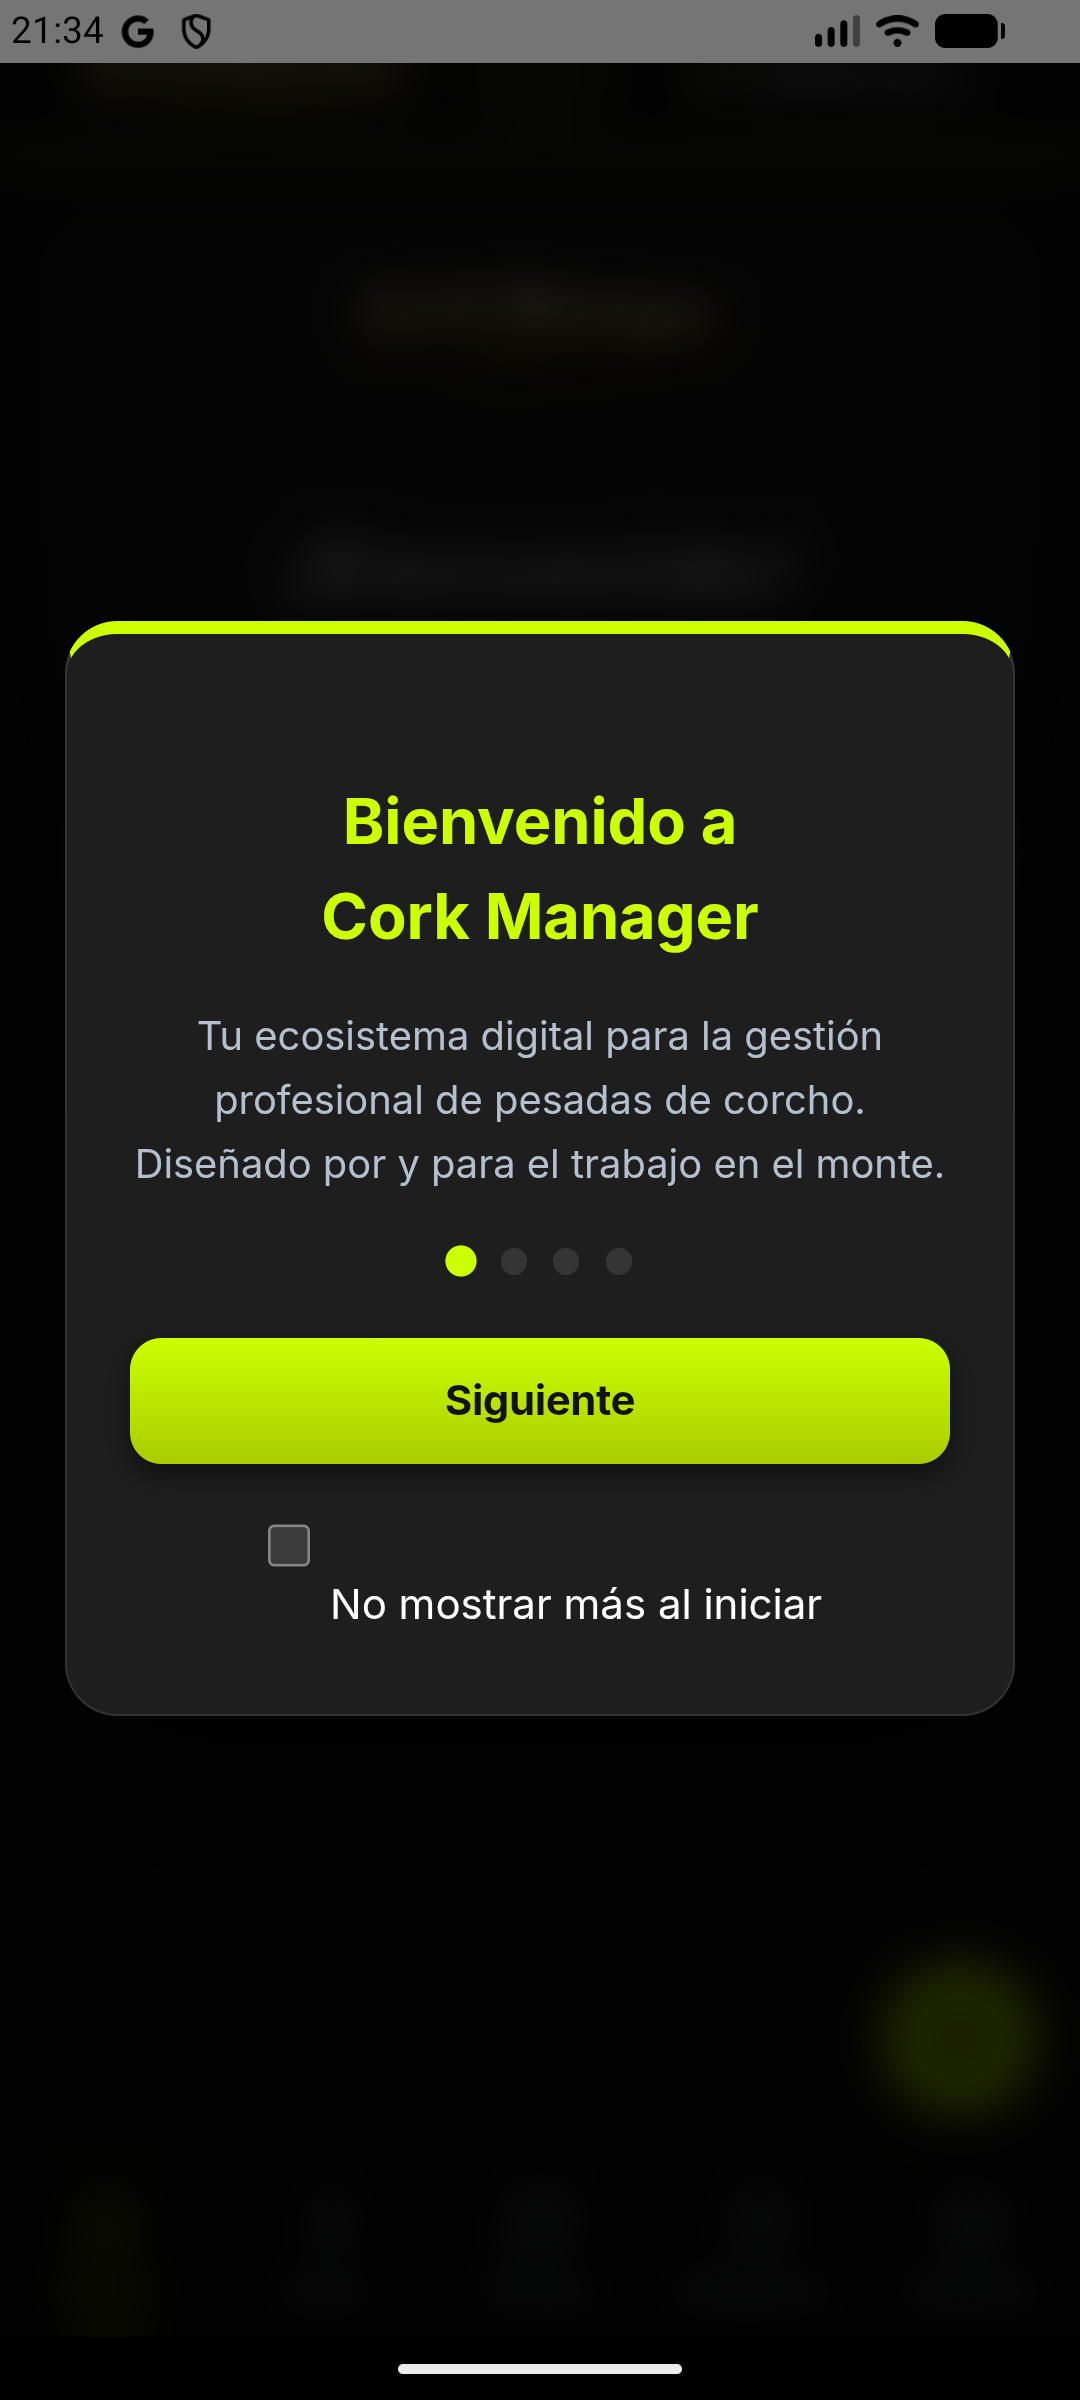 21:34
Bienvenido a
Cork Manager
Tu ecosistema digital para la gestión
profesional de pesadas de corcho.
Diseñado por y para el trabajo en el monte.
Siguiente
No mostrar más al iniciar